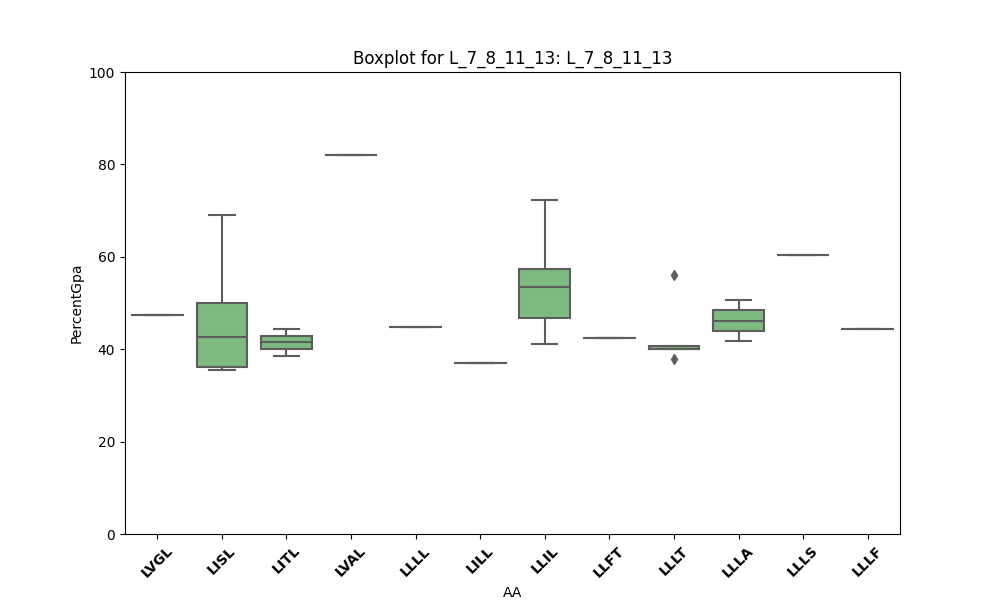 Boxplot for L_7_8_11_13: L_7_8_11_13
100
80
60
40
20
0
PercentGpa
LVGL
LISL
LITL
LVAL
LLLL
LILL
LLIL
LLFT
LLLT
LLLA
LLLS
LLLF
AA